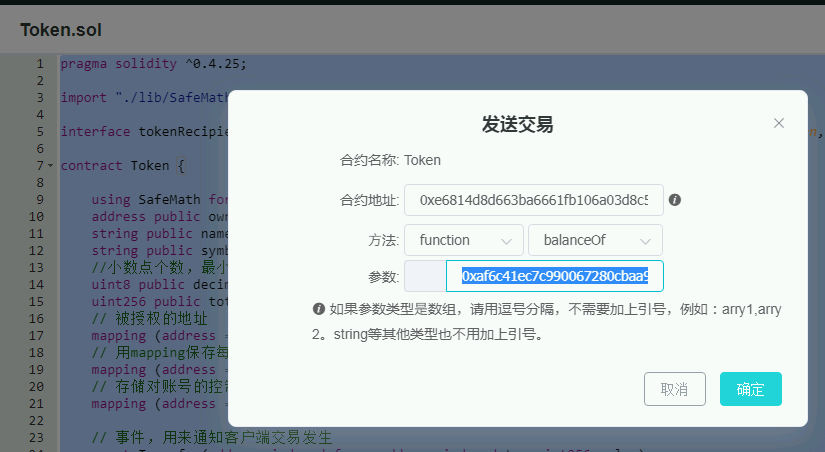 Token.sol
1 pragma solidity ^0.4.25;
2
3 import "./lib/SafeMath
4
5 interface tokenRecipie
6
7 contract Token {
8
9 using SafeMath for
10 address public own
11 string public name
12 string public symb
13 //小数点个数，最小
14 uint8 public decim
15 uint256 public tot
16 // 被授权的地址
17 mapping (address =
18 // 用mapping保存每
19 mapping (address =
20 // 存储对账号的控制
21 mapping (address =
22
23 // 事件，用来通知客户端交易发生
发送交易
合约名称: Token
合约地址: 0xe6814d8d663ba6661fb106a03d8c5
方法: function balanceOf
参数: 0xaf6c41ec7c990067280cbaa9
如果参数类型是数组，请用逗号分隔，不需要加上引号，例如：arry1,arry
2。string等其他类型也不用加上引号。
取消 确定